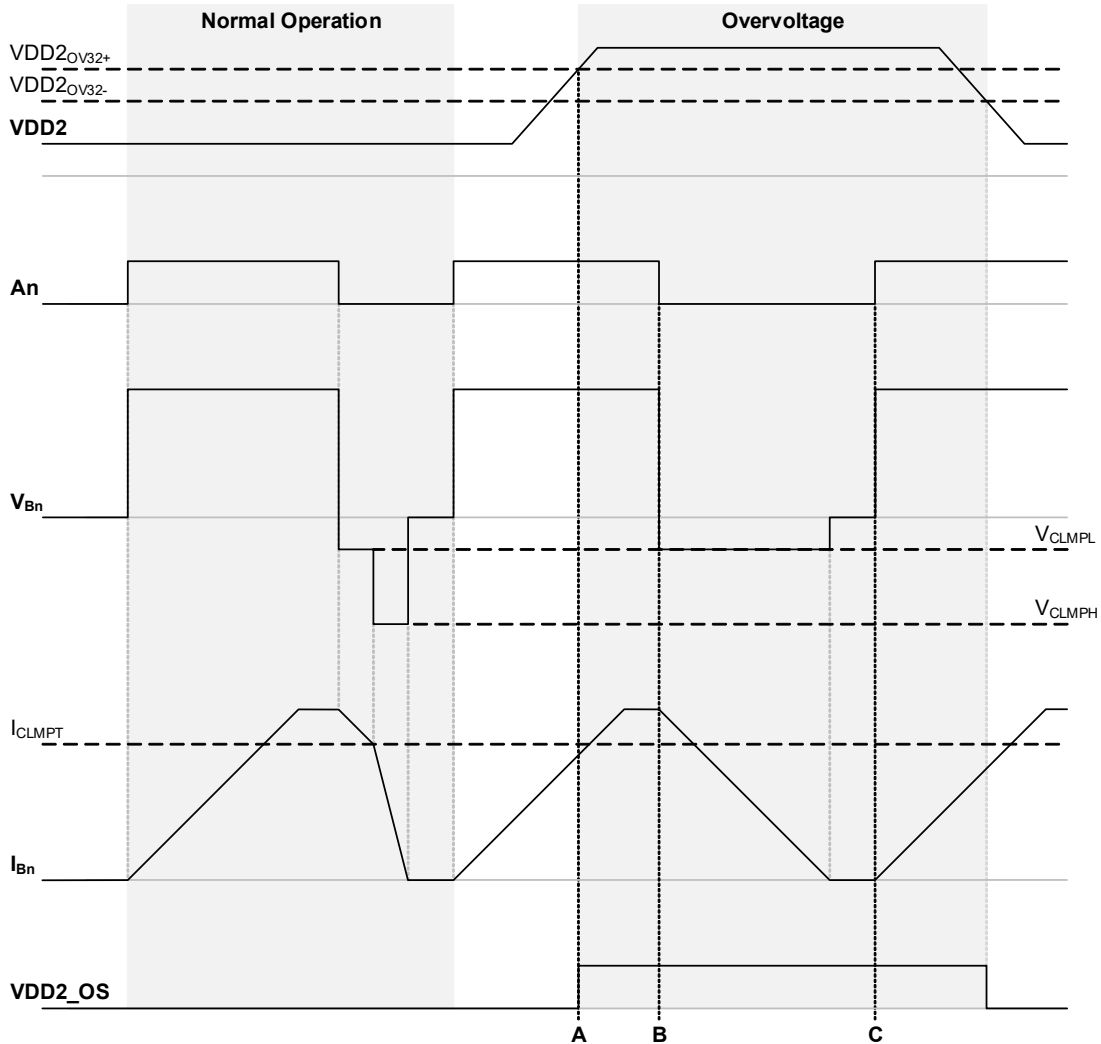 Normal Operation
Overvoltage
VDD2OV32+
VDD2OV32-
VDD2
An
VBn
VCLMPL
VCLMPH
ICLMPT
IBn
VDD2_OS
A
B
C